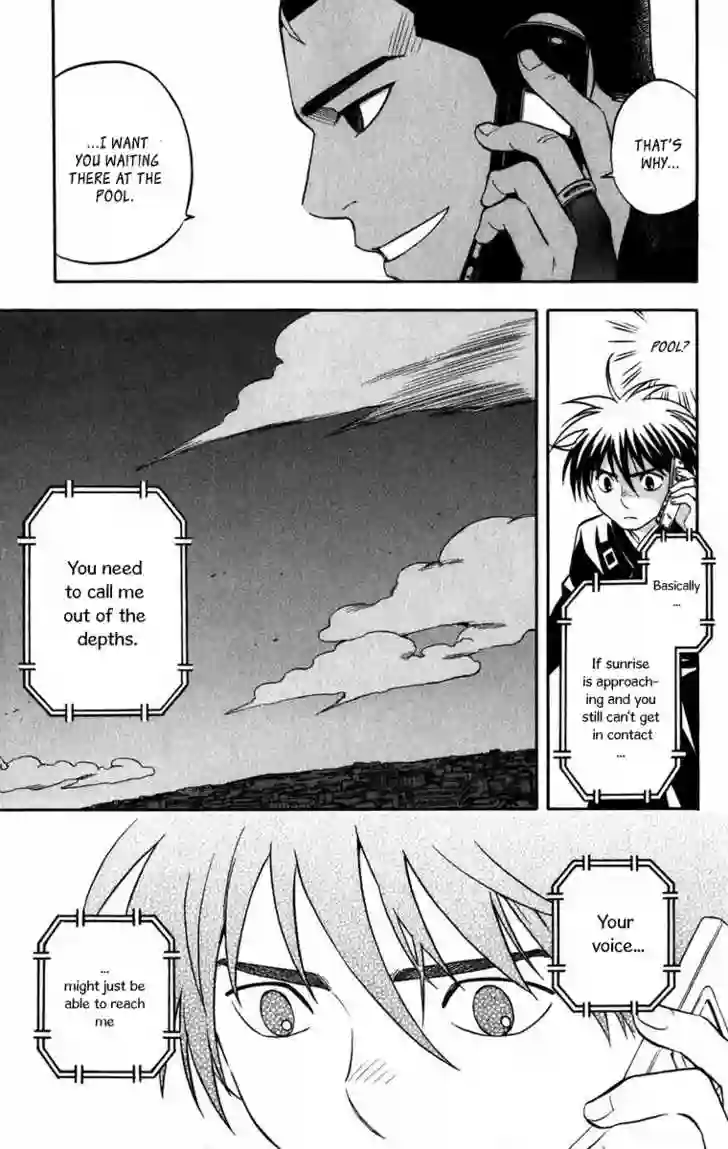 THAT'S
WHY...
...I WANT
YOU WAITING
THERE AT THE
POOL.
POOL?
Basically
...
If sunrise
is approach-
ing and you
still can't get
in contact
...
You need
to call me
out of the
depths.
Your
voice...
...
might just be
able to reach
me